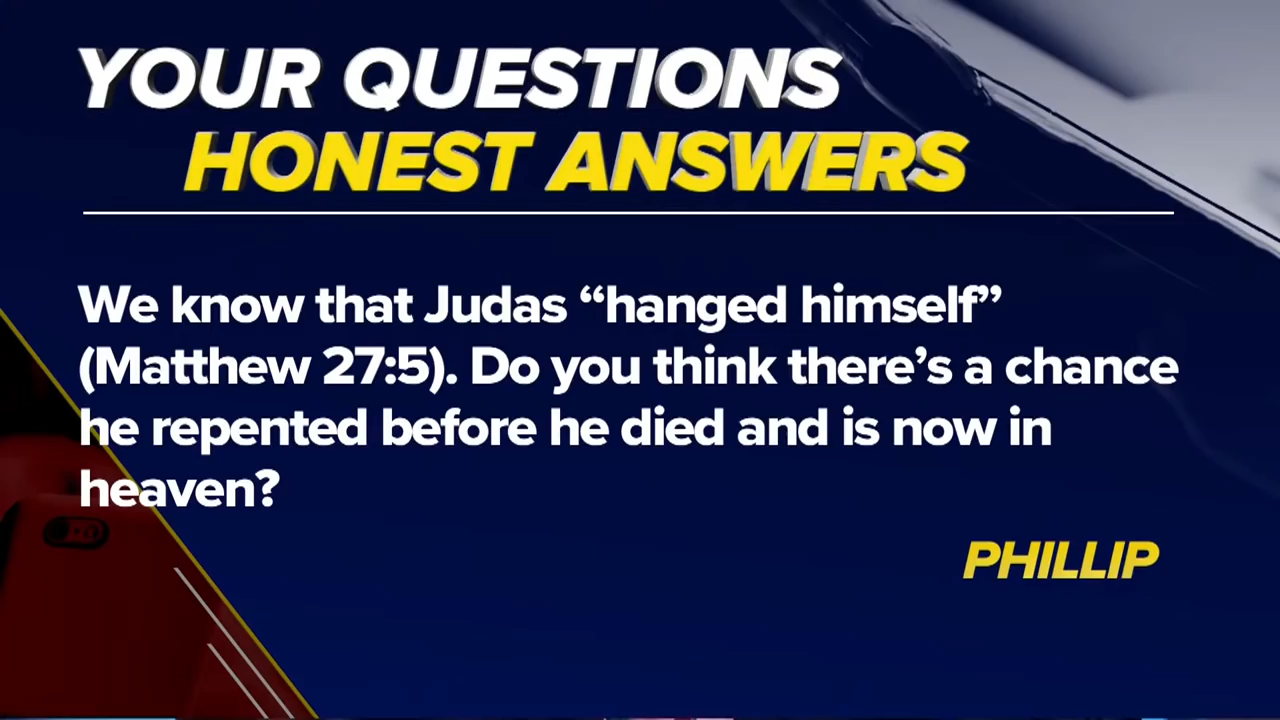 YOUR QUESTIONS
HONEST ANSWERS
We know that Judas “hanged himself”
(Matthew 27:5). Do you think there’s a chance
he repented before he died and is now in
heaven?
PHILLIP